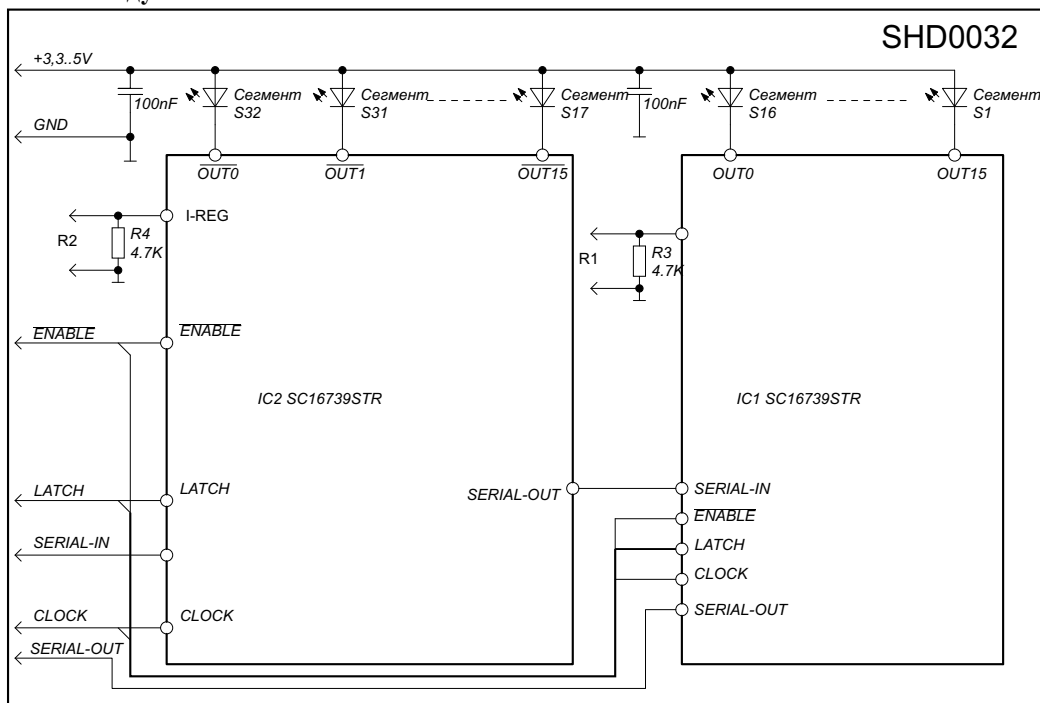 ду
SHD0032
+3,3..5V
100nF
Сегмент
S32
Сегмент
S31
Сегмент
S17
100nF
Сегмент
S16
Сегмент
S1
GND
OUT0
OUT1
OUT15
OUT0
OUT15
I-REG
R2
R4
4.7K
R1
R3
4.7K
ENABLE
ENABLE
IC2 SC16739STR
IC1 SC16739STR
LATCH
LATCH
SERIAL-OUT
SERIAL-IN
ENABLE
SERIAL-IN
LATCH
CLOCK
CLOCK
CLOCK
SERIAL-OUT
SERIAL-OUT